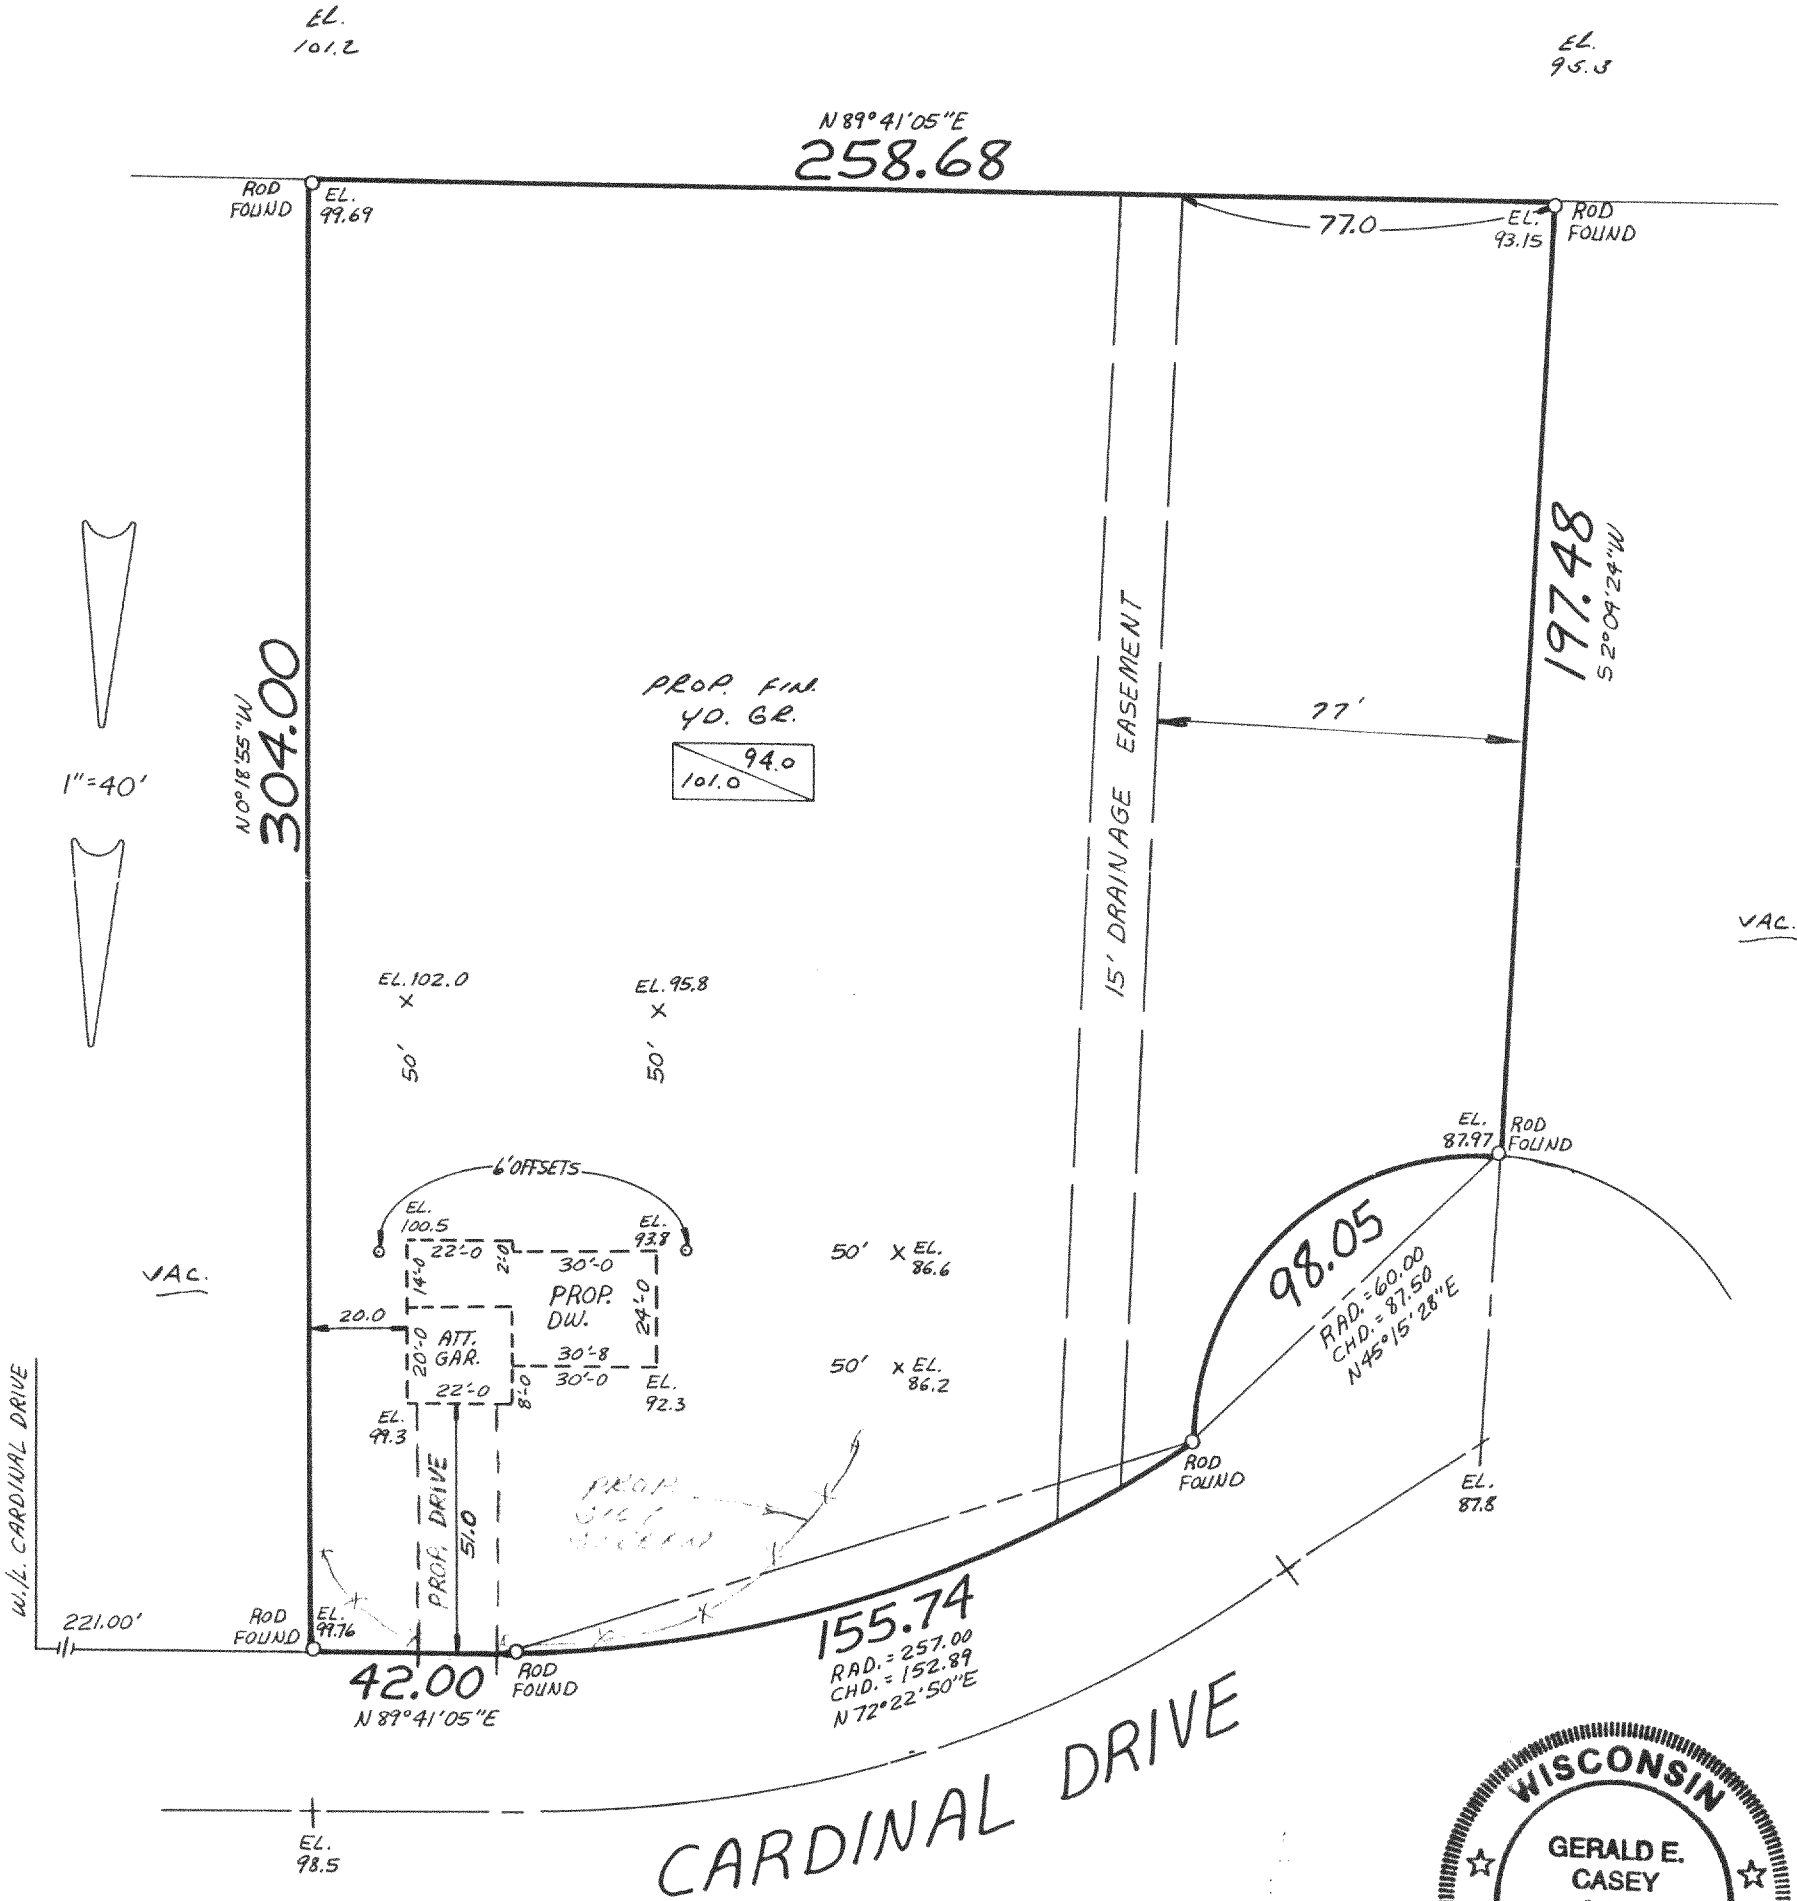 EL.
101.2
EL.
95.3
N 89°41'05"E
258.68
ROD
FOUND
EL.
99.69
77.0
EL.
93.15
ROD
FOUND
1"=40'
N 0°18'55"W
304.00
PROP. FIN.
YD. GR.
94.0
101.0
15' DRAINAGE EASEMENT
77'
197.48
S 2°09'24"W
VAC.
EL. 102.0
X
50'
EL. 95.8
X
50'
6' OFFSETS
EL.
100.5
EL.
93.8
22'-0
2'-0
30'-0
14'-0
PROP.
DW.
24'-0
20.0
20'-0
ATT.
GAR.
30'-8
30'-0
22'-0
8'-0
EL.
92.3
EL.
99.3
50' X EL.
86.6
50' X EL.
86.2
VAC.
EL.
87.97
ROD
FOUND
98.05
RAD.=60.00
CHD.=87.50
N 45°15'28"E
ROD
FOUND
EL.
87.8
W./L. CARDINAL DRIVE
221.00'
ROD
FOUND
EL.
99.76
PROP. DRIVE
51.0
42.00
N 89°41'05"E
ROD
FOUND
155.74
RAD.=257.00
CHD.=152.89
N 72°22'50"E
EL.
98.5
CARDINAL DRIVE
WISCONSIN
GERALD E.
CASEY